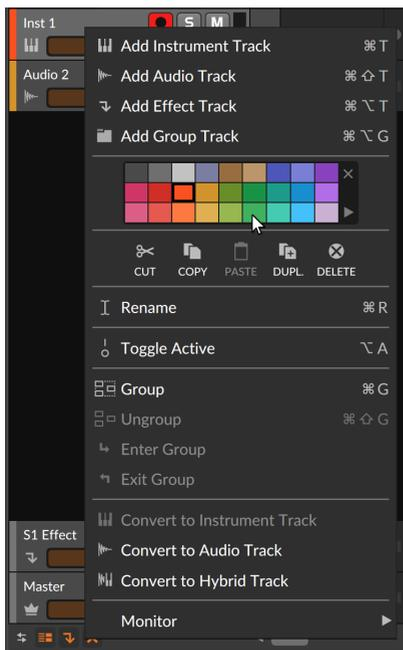 Inst 1
S
M
Audio 2
Add Instrument Track ⌘ T
Add Audio Track ⌘ ⇧ T
Add Effect Track ⌘ ⌥ T
Add Group Track ⌘ ⌥ G
CUT COPY PASTE DUPL. DELETE
Rename ⌘ R
Toggle Active ⌥ A
Group ⌘ G
Ungroup ⌘ ⇧ G
Enter Group
Exit Group
Convert to Instrument Track
S1 Effect
Convert to Audio Track
Convert to Hybrid Track
Master
Monitor